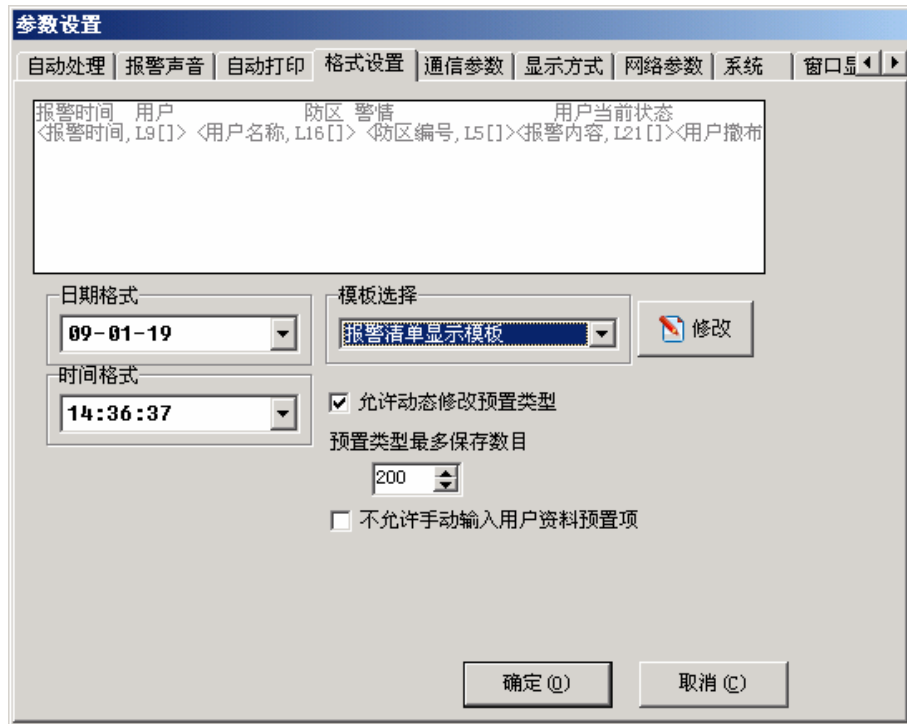 参数设置
自动处理 报警声音 自动打印 格式设置 通信参数 显示方式 网络参数 系统 窗口显
报警时间 用户 防区 警情 用户当前状态
<报警时间,L9[]> <用户名称,L16[]> <防区编号,L5[]><报警内容,L21[]><用户撤布
日期格式 模板选择
09-01-19 报警清单显示模板 修改
时间格式
14:36:37 允许动态修改预置类型
预置类型最多保存数目
200
不允许手动输入用户资料预置项
确定(O) 取消(C)